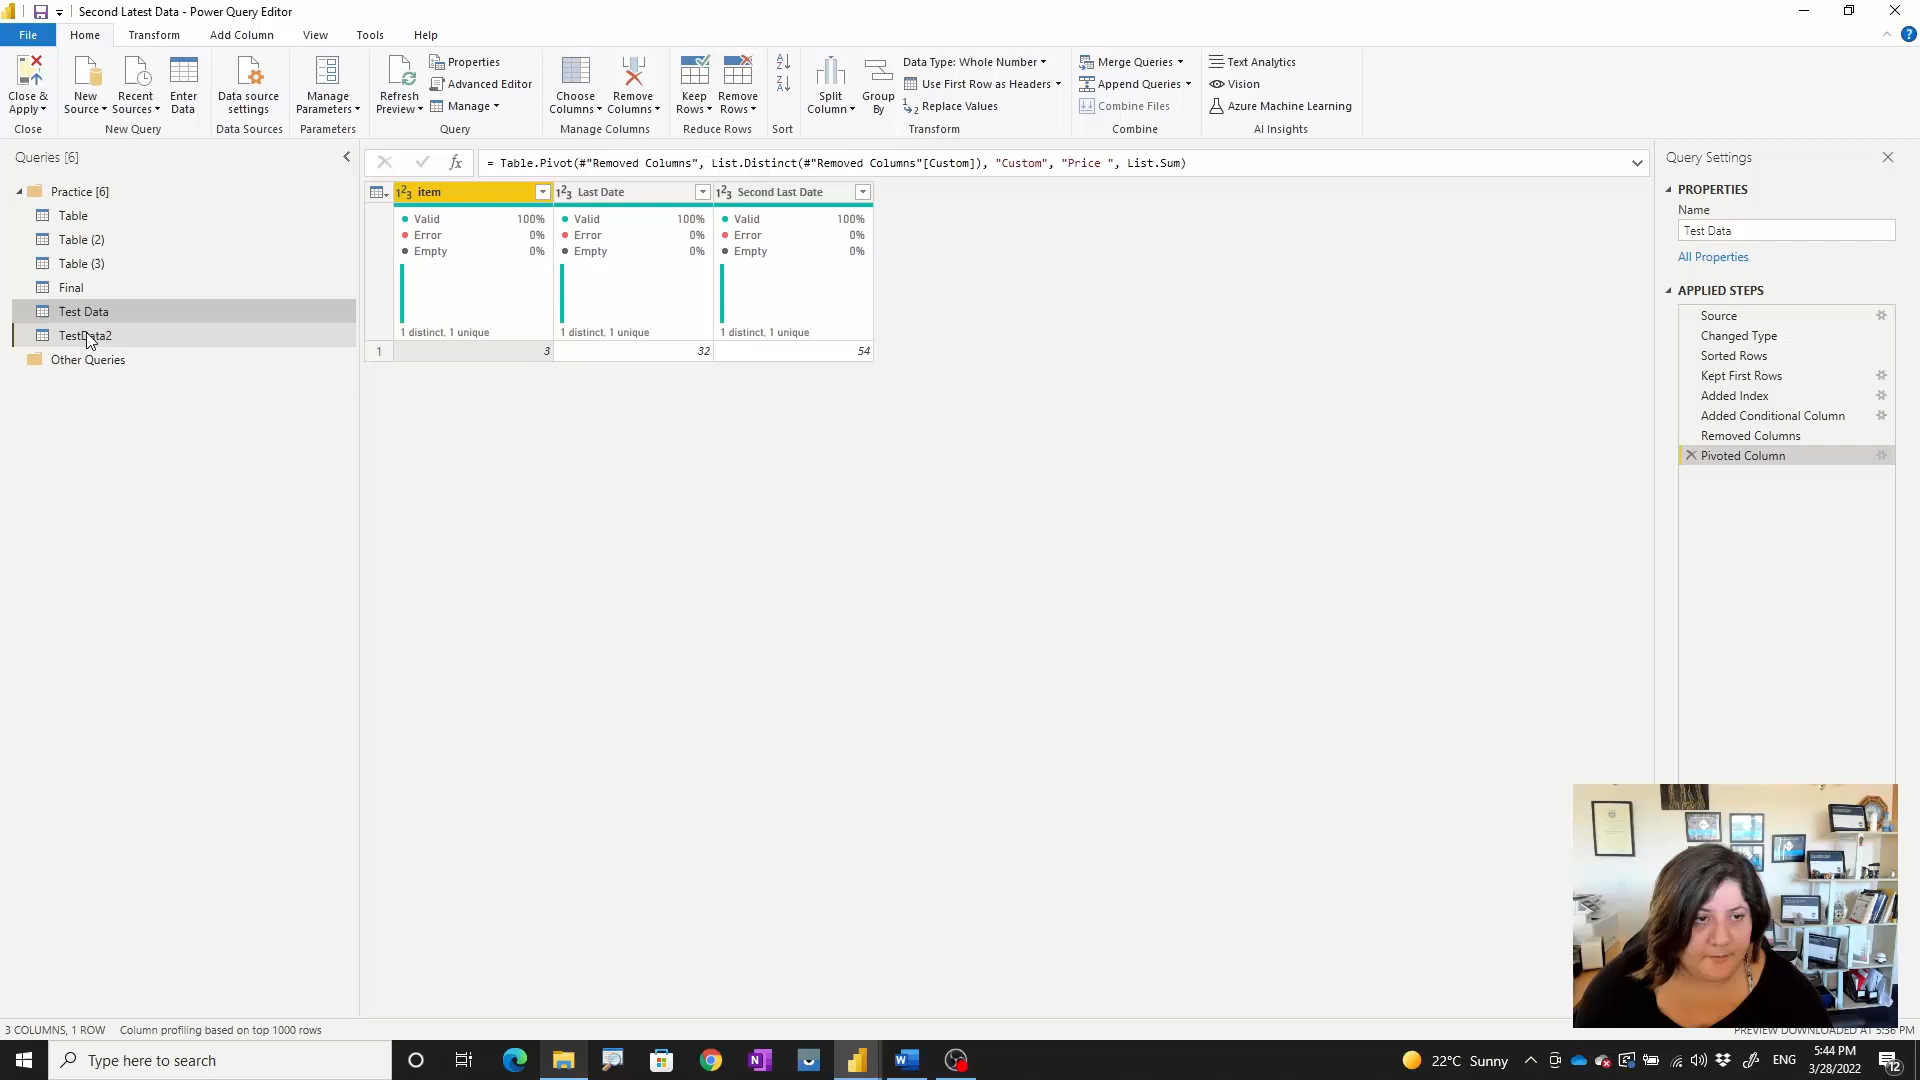 Second Latest Data - Power Query Editor
File Home Transform Add Column View Tools Help
Close & Apply
New Source
Recent Sources
Enter Data
Data source settings
Manage Parameters
Refresh Preview
Properties
Advanced Editor
Manage
Choose Columns
Remove Columns
Keep Rows
Remove Rows
Split Column
Group By
Data Type: Whole Number
Use First Row as Headers
Replace Values
Merge Queries
Append Queries
Combine Files
Text Analytics
Vision
Azure Machine Learning
Close New Query Data Sources Parameters Query Manage Columns Reduce Rows Sort Transform Combine AI Insights
Queries [6]
Practice [6]
Table
Table (2)
Table (3)
Final
Test Data
TestData2
Other Queries
= Table.Pivot(#"Removed Columns", List.Distinct(#"Removed Columns"[Custom]), "Custom", "Price ", List.Sum)
item Last Date Second Last Date
Valid 100% Valid 100% Valid 100%
Error 0% Error 0% Error 0%
Empty 0% Empty 0% Empty 0%
1 distinct, 1 unique 1 distinct, 1 unique 1 distinct, 1 unique
1 3 32 54
Query Settings
PROPERTIES
Name
Test Data
All Properties
APPLIED STEPS
Source
Changed Type
Sorted Rows
Kept First Rows
Added Index
Added Conditional Column
Removed Columns
Pivoted Column
3 COLUMNS, 1 ROW Column profiling based on top 1000 rows
PREVIEW DOWNLOADED AT 5:36 PM
Type here to search
22°C Sunny
ENG
5:44 PM
3/28/2022
12